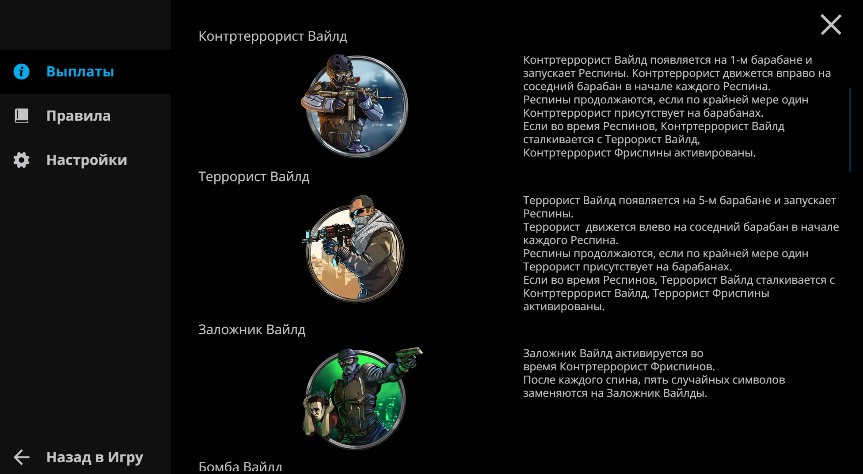 Контртеррорист Вайлд
Выплаты
Правила
Настройки
Назад в Игру
Контртеррорист Вайлд появляется на 1-м барабане и
запускает Респины. Контртеррорист движется вправо на
соседний барабан в начале каждого Респина.
Респины продолжаются, если по крайней мере один
Контртеррорист присутствует на барабанах.
Если во время Респинов, Контртеррорист Вайлд
сталкивается с Террорист Вайлд,
Контртеррорист Фриспины активированы.
Террорист Вайлд
Террорист Вайлд появляется на 5-м барабане и запускает
Респины.
Террорист движется влево на соседний барабан в начале
каждого Респина.
Респины продолжаются, если по крайней мере один
Террорист присутствует на барабанах.
Если во время Респинов, Террорист Вайлд сталкивается с
Контртеррорист Вайлд, Террорист Фриспины
активированы.
Заложник Вайлд
Заложник Вайлд активируется во
время Контртеррорист Фриспинов.
После каждого спина, пять случайных символов
заменяются на Заложник Вайлды.
Бомба Вайлд